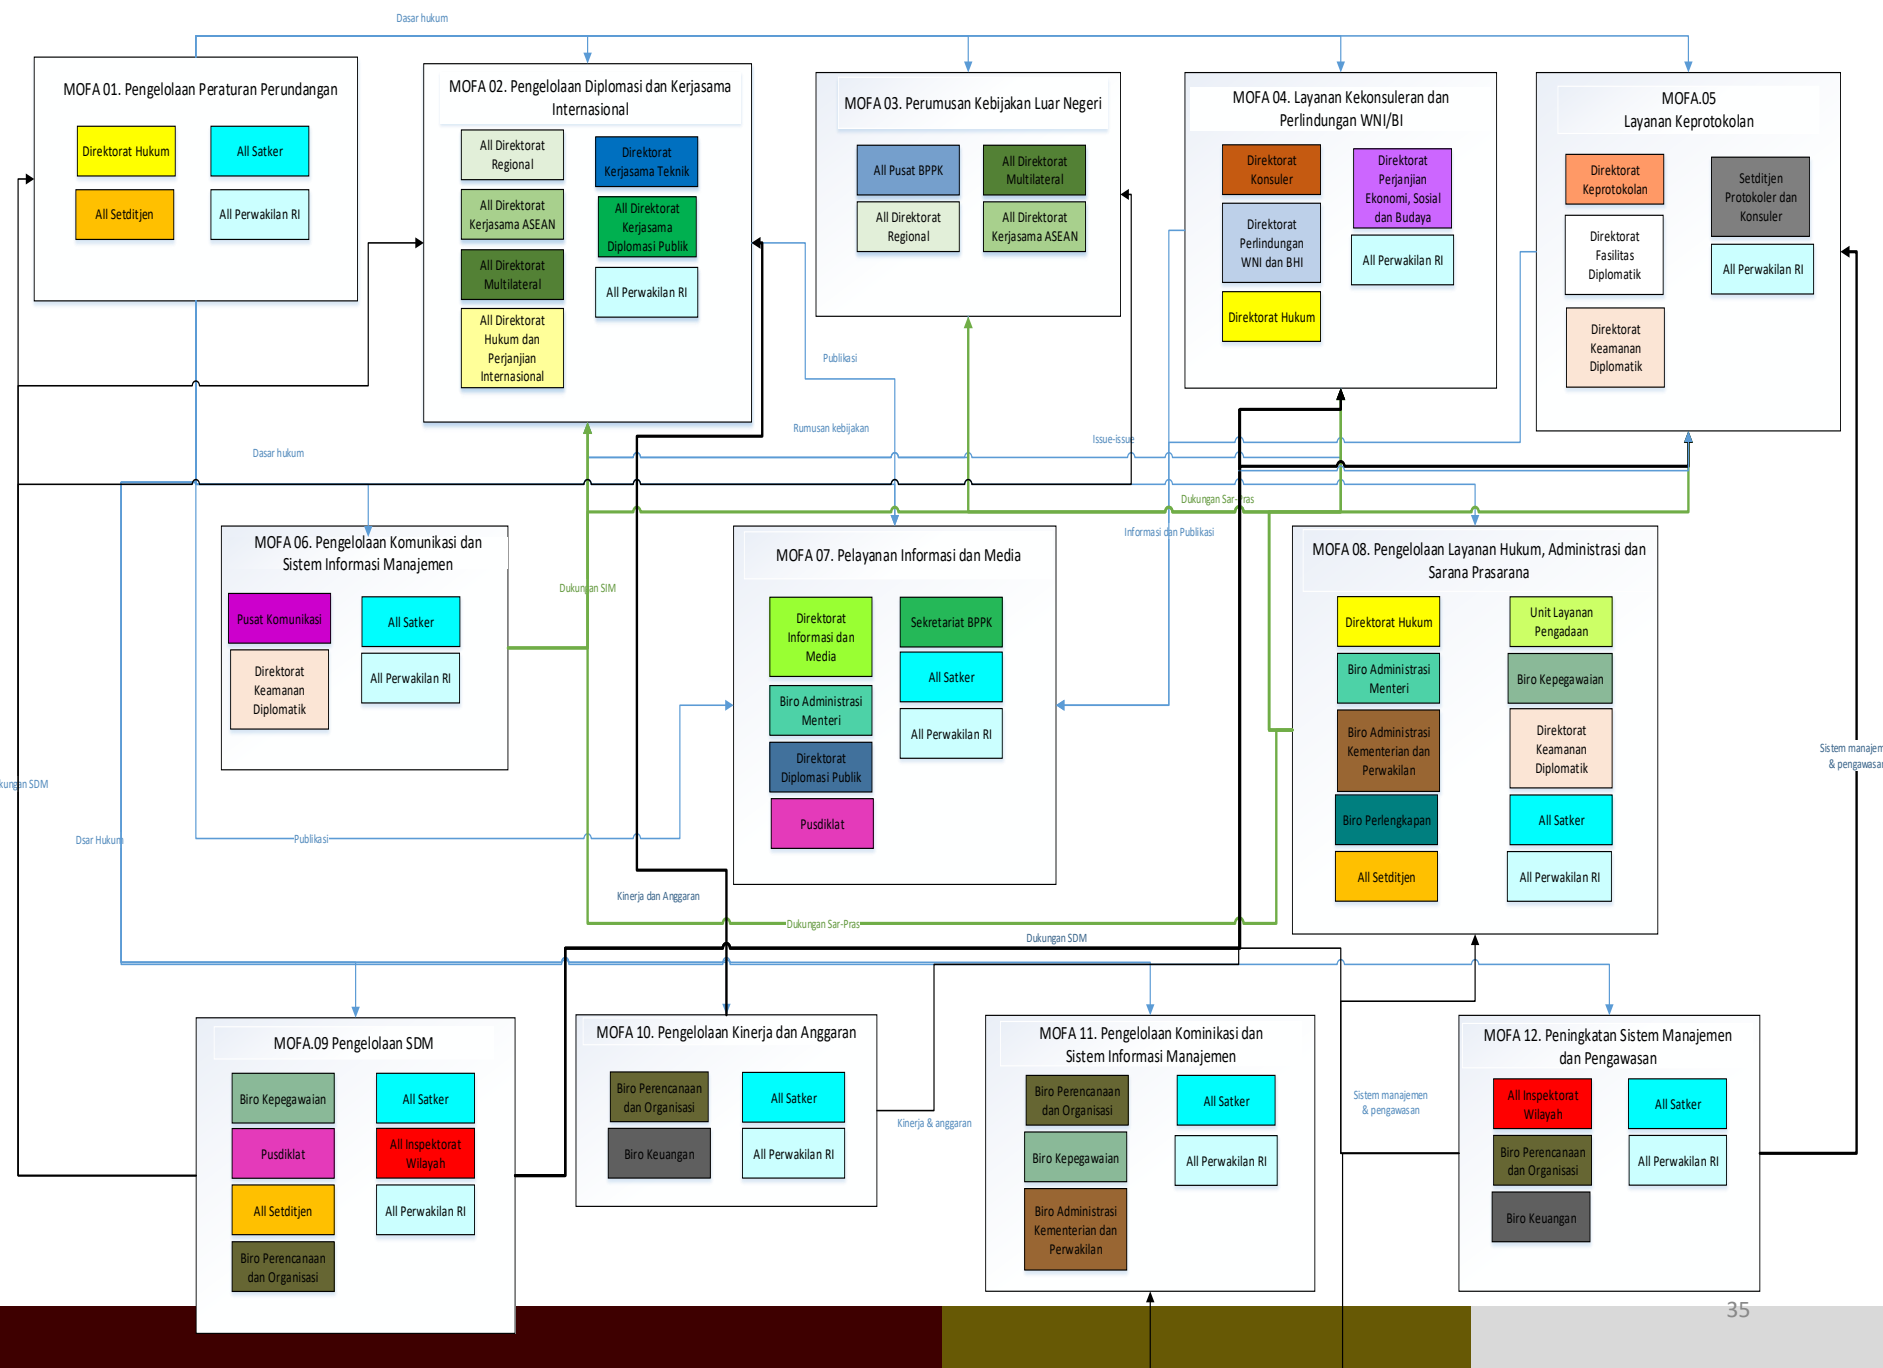 Dasar hukum
MOFA 01. Pengelolaan Peraturan Perundangan
Direktorat Hukum
All Satker
All Setditjen
All Perwakilan RI
MOFA 02. Pengelolaan Diplomasi dan Kerjasama
Internasional
All Direktorat
Regional
Direktorat
Kerjasama Teknik
All Direktorat
Kerjasama ASEAN
All Direktorat
Kerjasama
Diplomasi Publik
All Direktorat
Multilateral
All Perwakilan RI
All Direktorat
Hukum dan
Perjanjian
Internasional
MOFA 03. Perumusan Kebijakan Luar Negeri
All Pusat BPPK
All Direktorat
Multilateral
All Direktorat
Regional
All Direktorat
Kerjasama ASEAN
MOFA 04. Layanan Kekonsuleran dan
Perlindungan WNI/BI
Direktorat
Konsuler
Direktorat
Perjanjian
Ekonomi, Sosial
dan Budaya
Direktorat
Perlindungan
WNI dan BHI
All Perwakilan RI
Direktorat Hukum
MOFA.05
Layanan Keprotokolan
Direktorat
Keprotokolan
Setditjen
Protokoler dan
Konsuler
Direktorat
Fasilitas
Diplomatik
All Perwakilan RI
Direktorat
Keamanan
Diplomatik
Publikasi
Rumusan kebijakan
Issue-issue
Dasar hukum
Dukungan Sar-Pras
Informasi dan Publikasi
Dukungan SIM
MOFA 06. Pengelolaan Komunikasi dan
Sistem Informasi Manajemen
Pusat Komunikasi
All Satker
Direktorat
Keamanan
Diplomatik
All Perwakilan RI
MOFA 07. Pelayanan Informasi dan Media
Direktorat
Informasi dan
Media
Sekretariat BPPK
All Satker
Biro Administrasi
Menteri
All Perwakilan RI
Direktorat
Diplomasi Publik
Pusdiklat
MOFA 08. Pengelolaan Layanan Hukum, Administrasi dan
Sarana Prasarana
Direktorat Hukum
Unit Layanan
Pengadaan
Biro Administrasi
Menteri
Biro Kepegawaian
Biro Administrasi
Kementerian dan
Perwakilan
Direktorat
Keamanan
Diplomatik
Biro Perlengkapan
All Satker
All Setditjen
All Perwakilan RI
Sistem manajem
& pengawasan
kungan SDM
Dsar Hukum
Publikasi
Kinerja dan Anggaran
Dukungan Sar-Pras
Dukungan SDM
MOFA.09 Pengelolaan SDM
Biro Kepegawaian
All Satker
Pusdiklat
All Inspektorat
Wilayah
All Setditjen
All Perwakilan RI
Biro Perencanaan
dan Organisasi
MOFA 10. Pengelolaan Kinerja dan Anggaran
Biro Perencanaan
dan Organisasi
All Satker
Biro Keuangan
All Perwakilan RI
Kinerja & anggaran
MOFA 11. Pengelolaan Kominikasi dan
Sistem Informasi Manajemen
Biro Perencanaan
dan Organisasi
All Satker
Biro Kepegawaian
All Perwakilan RI
Biro Administrasi
Kementerian dan
Perwakilan
Sistem manajemen
& pengawasan
MOFA 12. Peningkatan Sistem Manajemen
dan Pengawasan
All Inspektorat
Wilayah
All Satker
Biro Perencanaan
dan Organisasi
All Perwakilan RI
Biro Keuangan
35